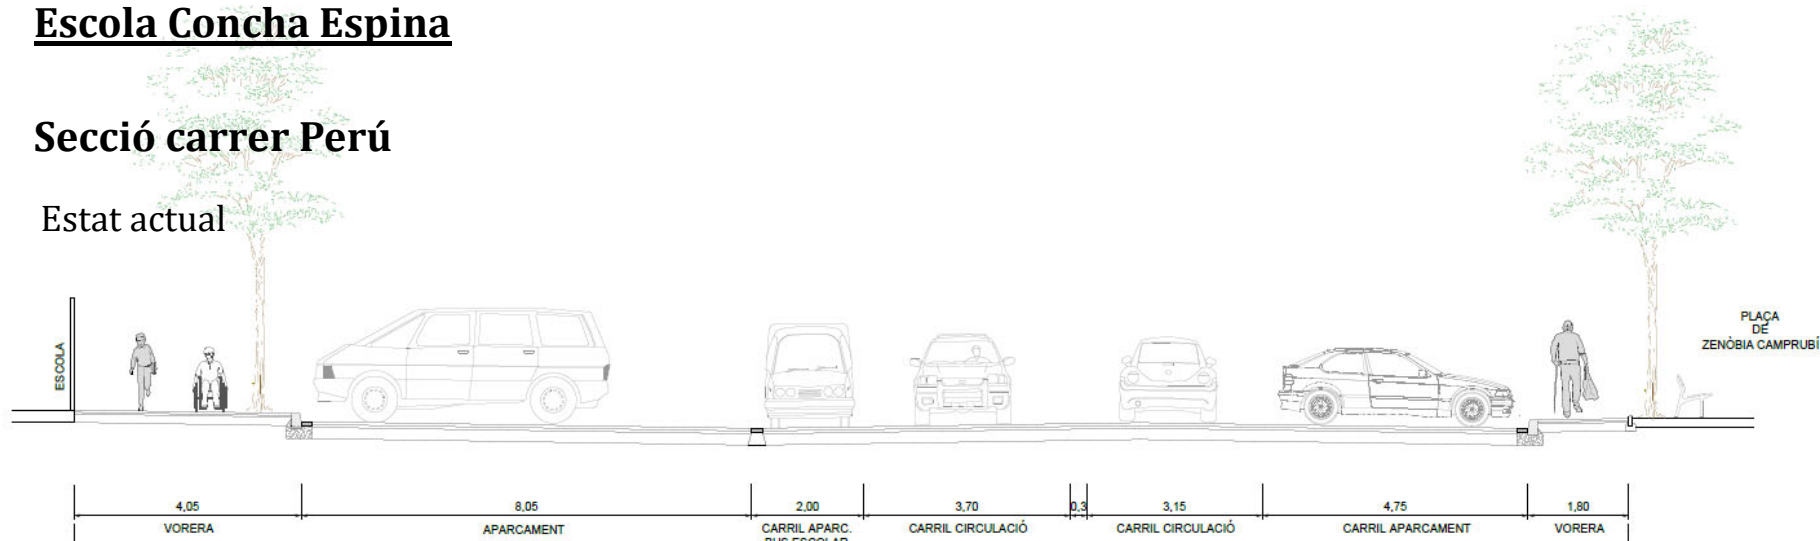 Escola Concha Espina
Secció carrer Perú
Estat actual
ESCOLA
PLAÇA
DE
ZENÒBIA CAMPRUBÍ
4,05
8,05
2,00
3,70
0,3
3,15
4,75
1,80
VORERA
APARCAMENT
CARRIL APARC.
BUS ESCOLAR
CARRIL CIRCULACIÓ
CARRIL CIRCULACIÓ
CARRIL APARCAMENT
VORERA